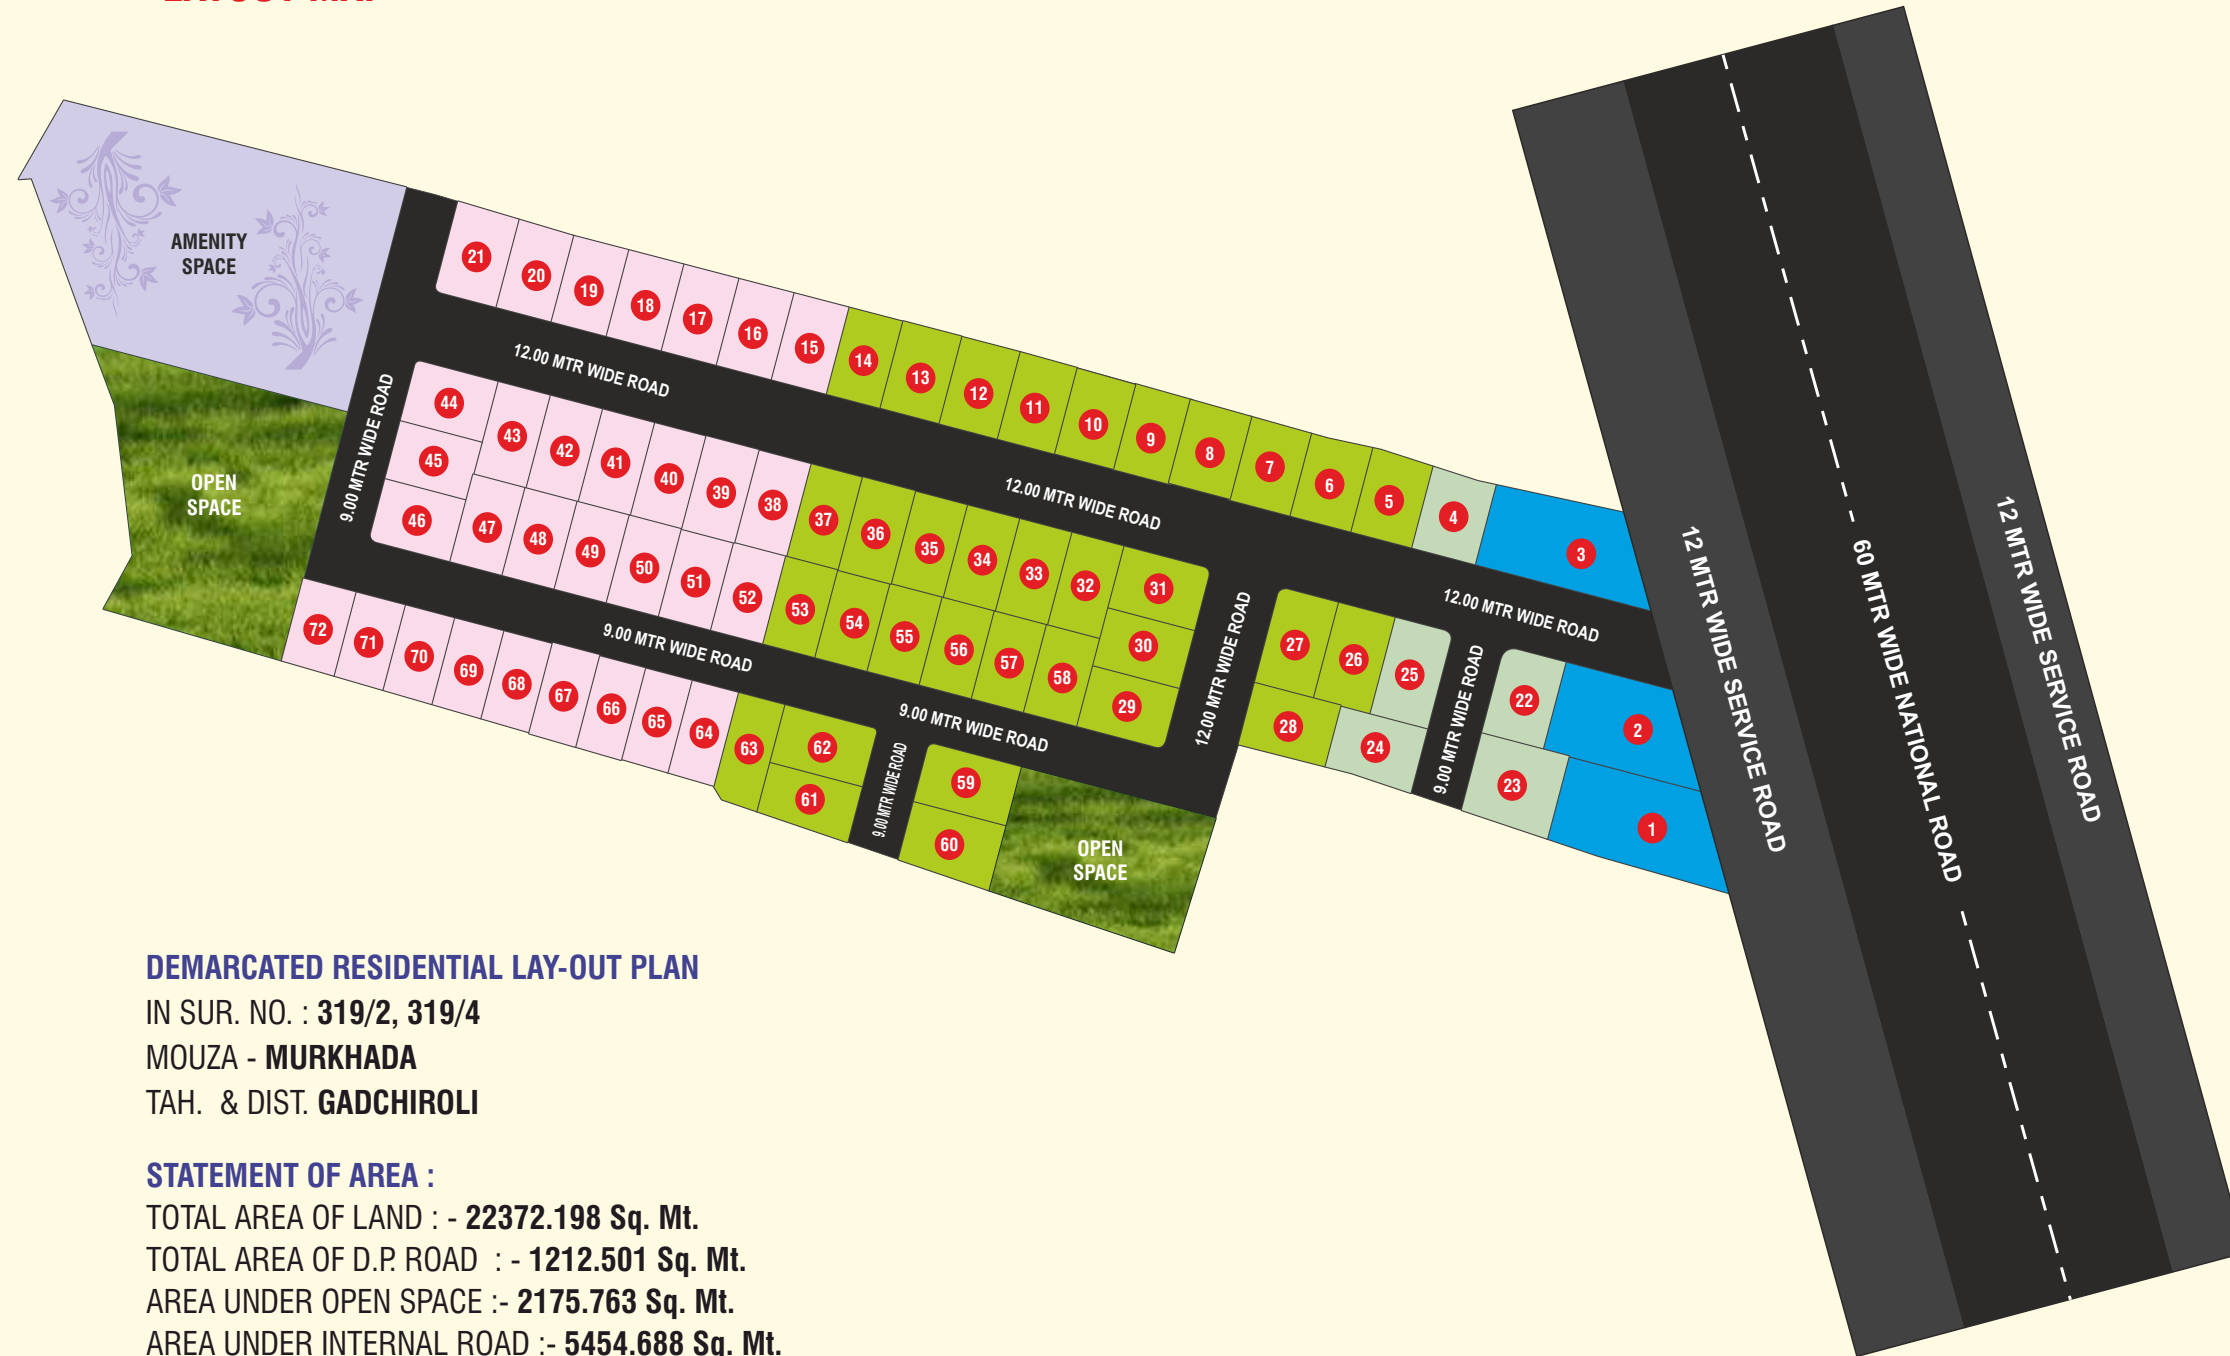 LAYOUT MAP
AMENITY
SPACE
OPEN
SPACE
21
20
19
18
17
16
15
14
13
12
11
10
9
8
7
6
5
4
3
12.00 MTR WIDE ROAD
12.00 MTR WIDE ROAD
12.00 MTR WIDE ROAD
9.00 MTR WIDE ROAD
44
43
42
41
40
39
38
37
36
35
34
33
32
31
45
30
46
47
48
49
50
51
52
53
54
55
56
57
58
29
12.00 MTR WIDE ROAD
27
26
25
28
24
9.00 MTR WIDE ROAD
22
2
23
1
9.00 MTR WIDE ROAD
9.00 MTR WIDE ROAD
72
71
70
69
68
67
66
65
64
63
62
61
9.00 MTR WIDE ROAD
59
60
OPEN
SPACE
12 MTR WIDE SERVICE ROAD
60 MTR WIDE NATIONAL ROAD
12 MTR WIDE SERVICE ROAD
DEMARCATED RESIDENTIAL LAY-OUT PLAN
IN SUR. NO. : 319/2, 319/4
MOUZA - MURKHADA
TAH. & DIST. GADCHIROLI
STATEMENT OF AREA :
TOTAL AREA OF LAND : - 22372.198 Sq. Mt.
TOTAL AREA OF D.P. ROAD : - 1212.501 Sq. Mt.
AREA UNDER OPEN SPACE :- 2175.763 Sq. Mt.
AREA UNDER INTERNAL ROAD :- 5454.688 Sq. Mt.